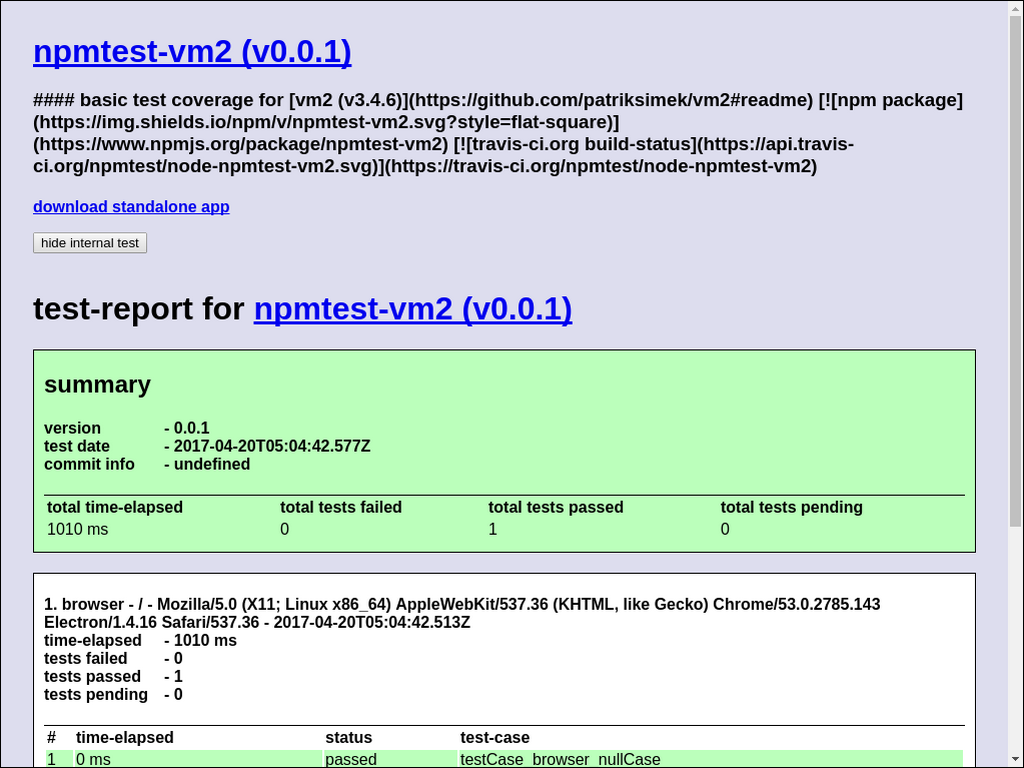 npmtest-vm2 (v0.0.1)
#### basic test coverage for [vm2 (v3.4.6)](https://github.com/patriksimek/vm2#readme) [![npm package]
(https://img.shields.io/npm/v/npmtest-vm2.svg?style=flat-square)]
(https://www.npmjs.org/package/npmtest-vm2) [![travis-ci.org build-status](https://api.travis-
ci.org/npmtest/node-npmtest-vm2.svg)](https://travis-ci.org/npmtest/node-npmtest-vm2)
download standalone app
hide internal test
test-report for npmtest-vm2 (v0.0.1)
summary
version - 0.0.1
test date - 2017-04-20T05:04:42.577Z
commit info - undefined
total time-elapsed total tests failed total tests passed total tests pending
1010 ms 0 1 0
1. browser - / - Mozilla/5.0 (X11; Linux x86_64) AppleWebKit/537.36 (KHTML, like Gecko) Chrome/53.0.2785.143
Electron/1.4.16 Safari/537.36 - 2017-04-20T05:04:42.513Z
time-elapsed - 1010 ms
tests failed - 0
tests passed - 1
tests pending - 0
# time-elapsed status test-case
1 0 ms passed testCase_browser_nullCase